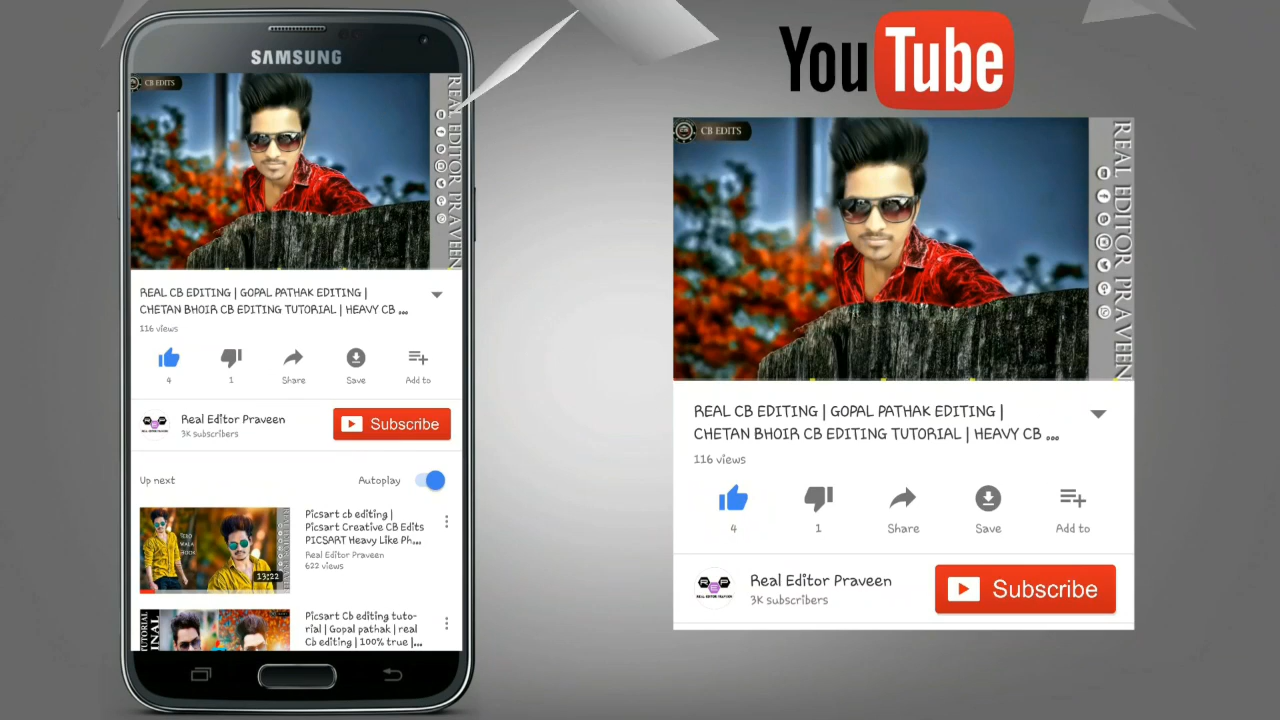 SAMSUNG
CB EDITS
REAL EDITOR PRAVEEN
REAL CB EDITING | GOPAL PATHAK EDITING |
CHETAN BHOIR CB EDITING TUTORIAL | HEAVY CB ...
116 views
4
1
Share
Save
Add to
Real Editor Praveen
3K subscribers
Subscribe
Up next
Autoplay
Picsart cb editing |
Picsart Creative CB Edits
PICSART Heavy Like Ph...
Real Editor Praveen
622 views
13:22
Picsart Cb editing tuto-
rial | Gopal pathak | real
Cb editing | 100% true |...
YouTube
CB EDITS
REAL EDITOR PRAVEEN
REAL CB EDITING | GOPAL PATHAK EDITING |
CHETAN BHOIR CB EDITING TUTORIAL | HEAVY CB ...
116 views
4
1
Share
Save
Add to
Real Editor Praveen
3K subscribers
Subscribe